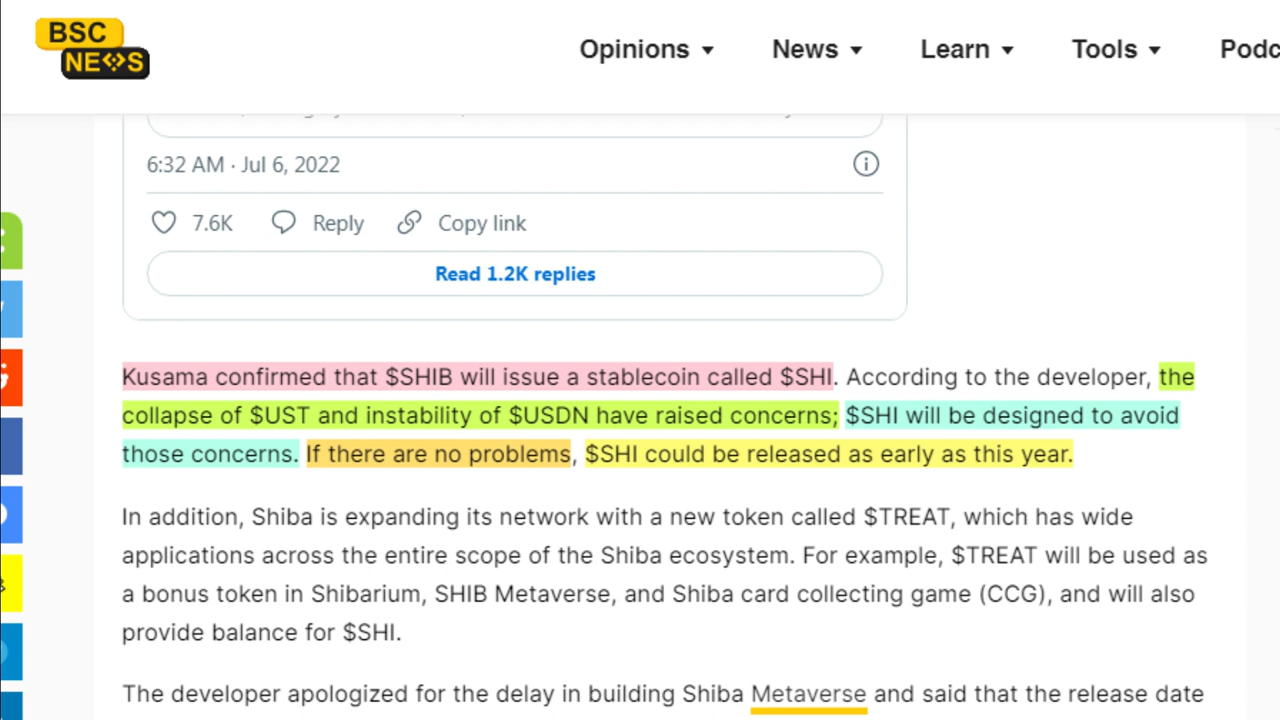 BSC
NEWS
Opinions
News
Learn
Tools
Podc
6:32 AM · Jul 6, 2022
7.6K
Reply
Copy link
Read 1.2K replies
Kusama confirmed that $SHIB will issue a stablecoin called $SHI. According to the developer, the
collapse of $UST and instability of $USDN have raised concerns; $SHI will be designed to avoid
those concerns. If there are no problems, $SHI could be released as early as this year.
In addition, Shiba is expanding its network with a new token called $TREAT, which has wide
applications across the entire scope of the Shiba ecosystem. For example, $TREAT will be used as
a bonus token in Shibarium, SHIB Metaverse, and Shiba card collecting game (CCG), and will also
provide balance for $SHI.
The developer apologized for the delay in building Shiba Metaverse and said that the release date